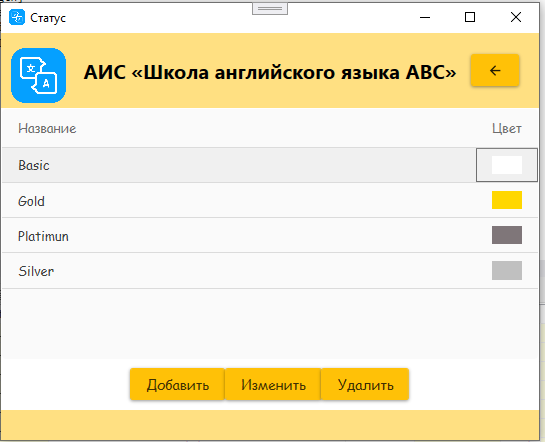 Статус
АИС «Школа английского языка ABC»
Название Цвет
Basic
Gold
Platimun
Silver
Добавить Изменить Удалить